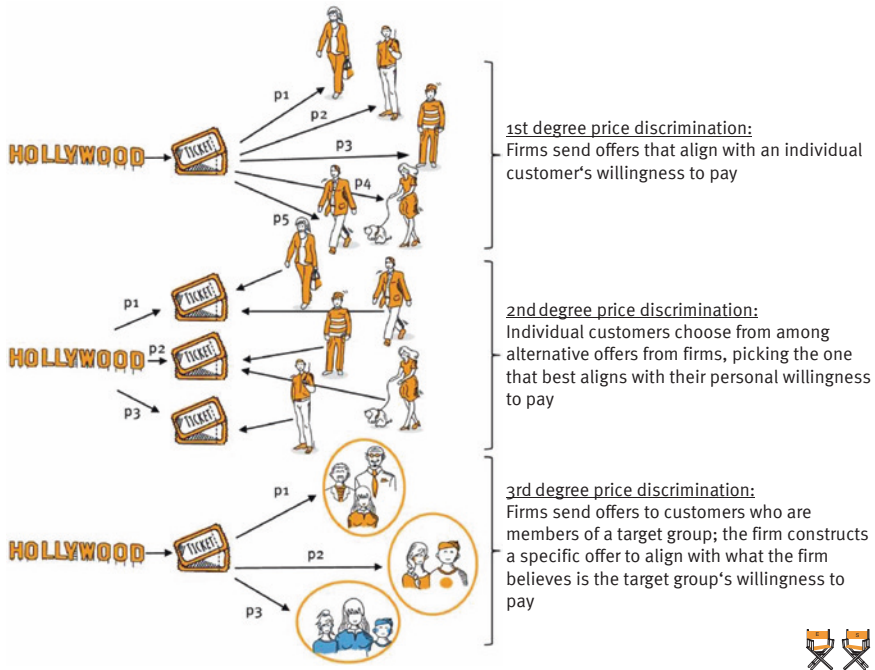 p1
p2
HOLLYWOOD
TICKET
p3
p4
p5
1st degree price discrimination:
Firms send offers that align with an individual
customer‘s willingness to pay
p1
TICKET
HOLLYWOOD
p2
TICKET
p3
TICKET
2nd degree price discrimination:
Individual customers choose from among
alternative offers from firms, picking the one
that best aligns with their personal willingness
to pay
p1
HOLLYWOOD
TICKET
p2
p3
3rd degree price discrimination:
Firms send offers to customers who are
members of a target group; the firm constructs
a specific offer to align with what the firm
believes is the target group‘s willingness to
pay
E
S